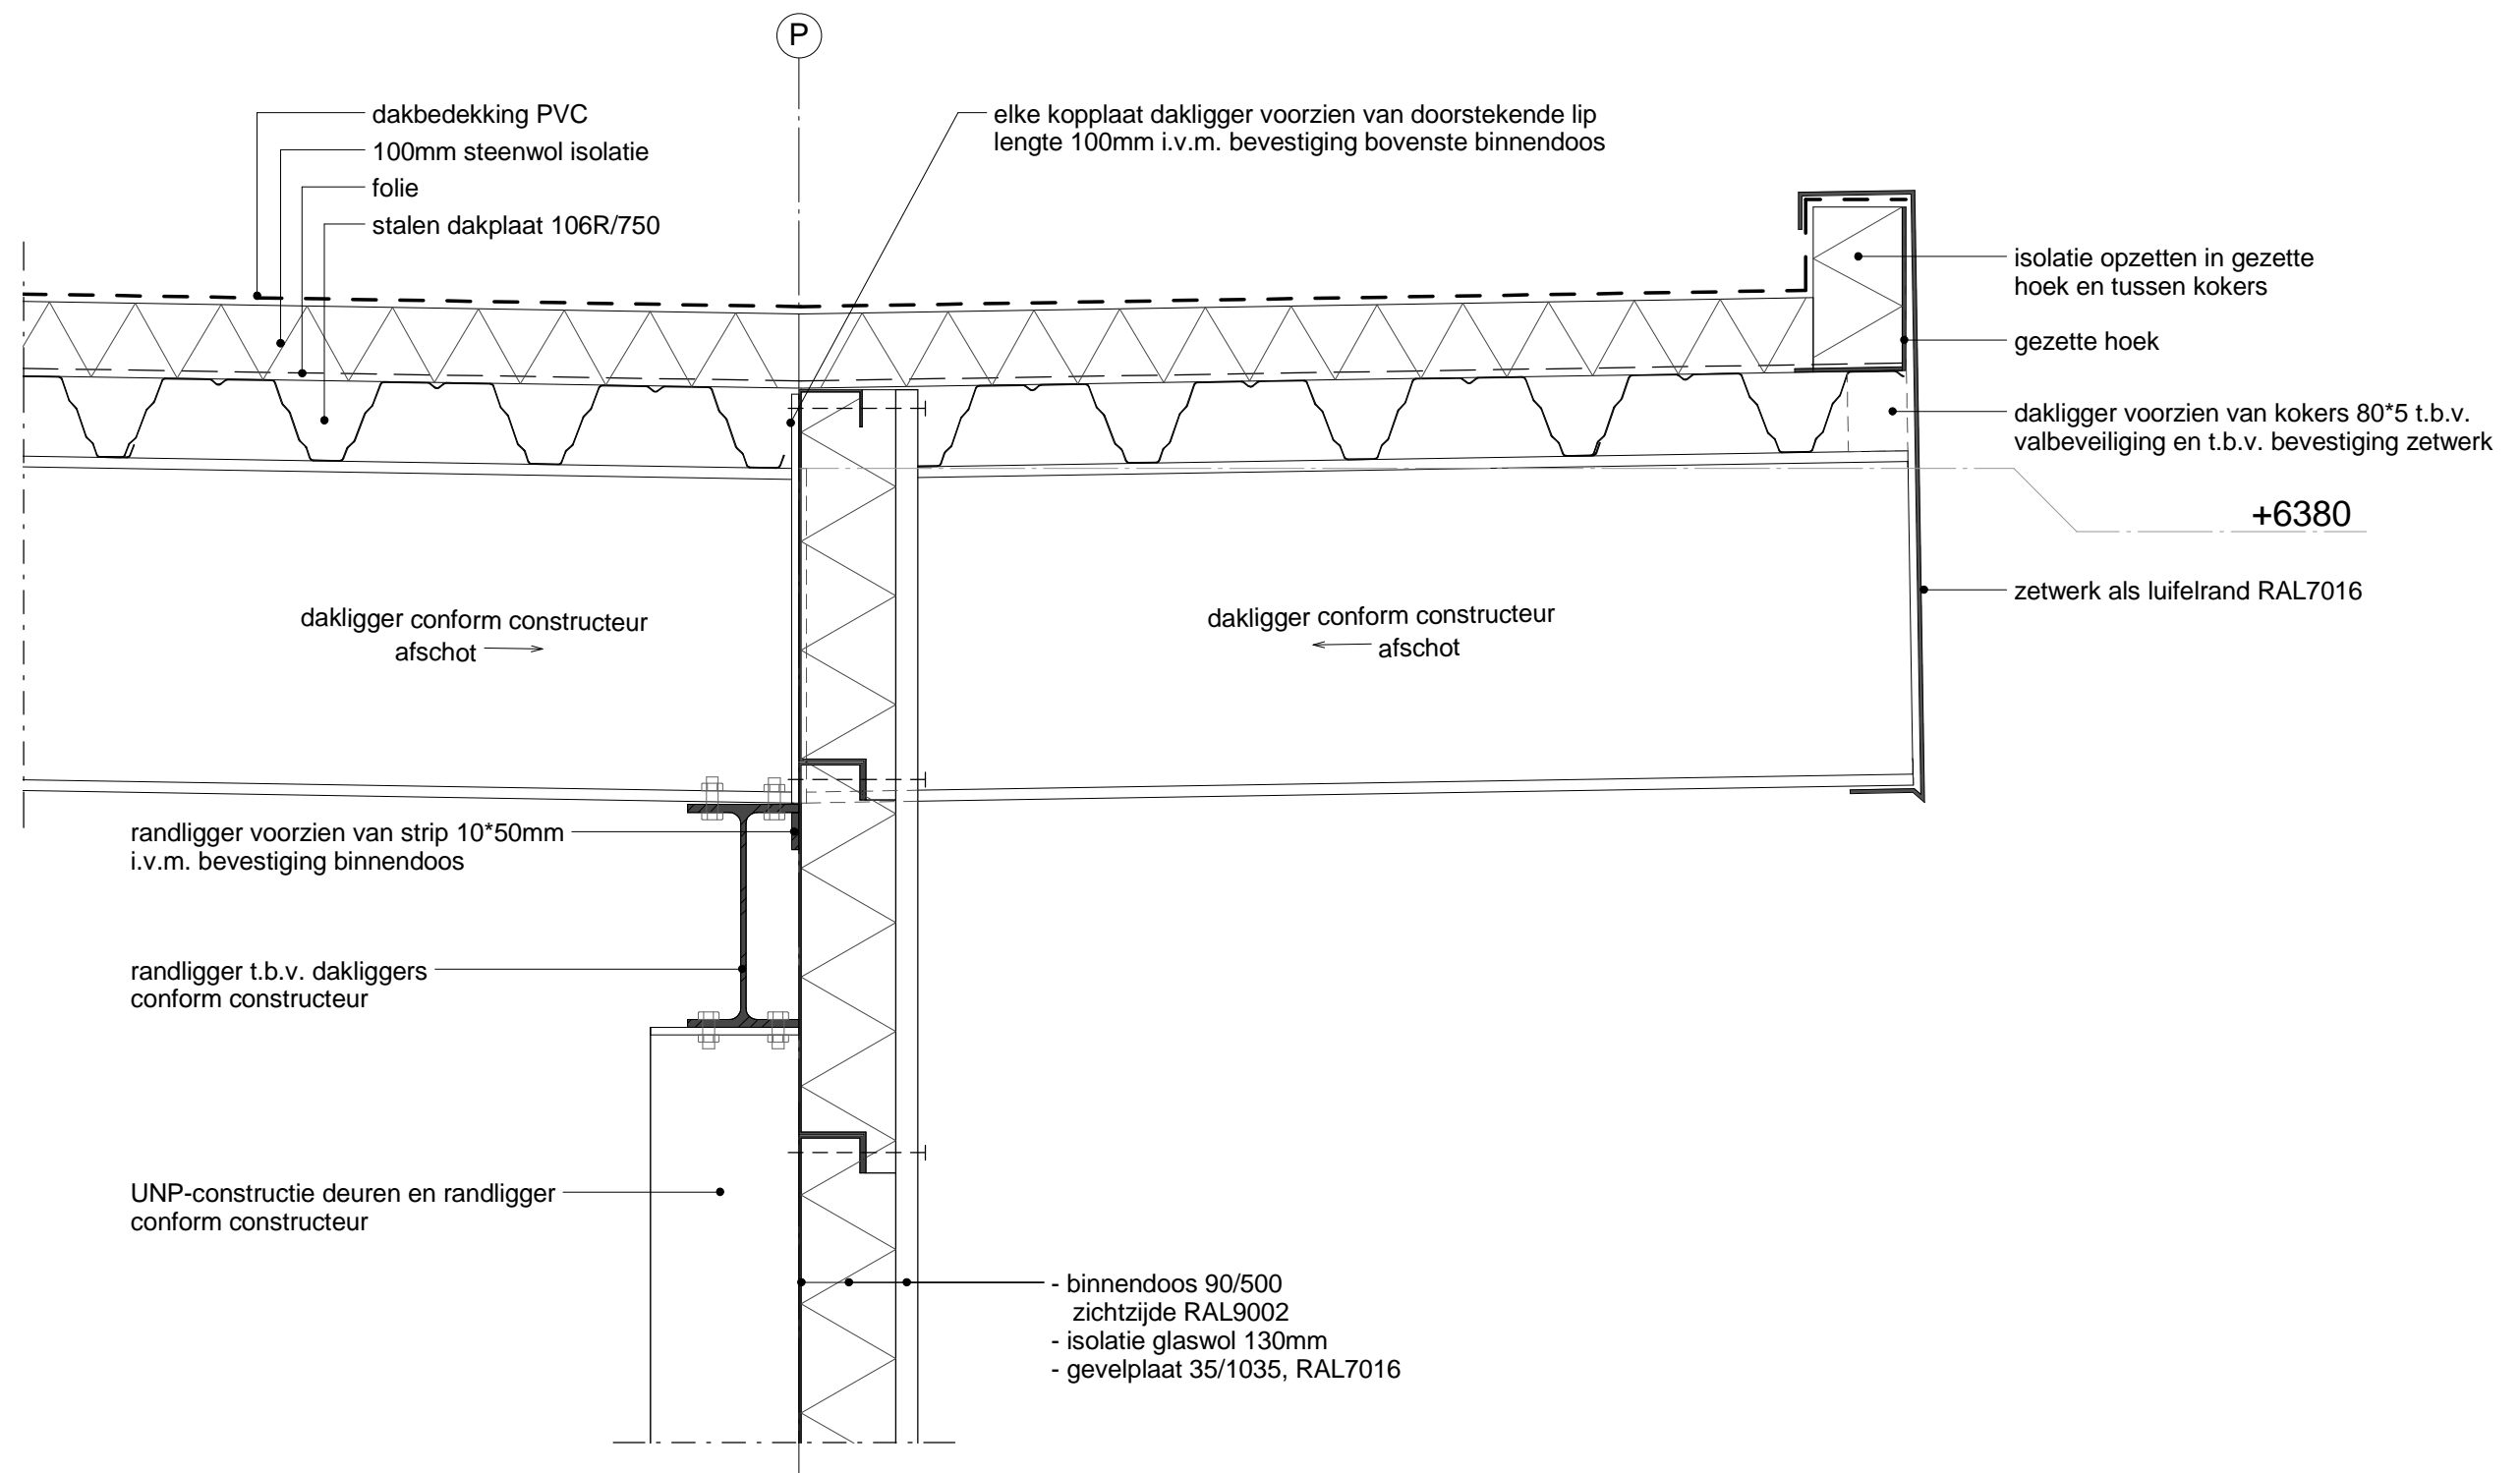 P
dakbedekking PVC
100mm steenwol isolatie
folie
stalen dakplaat 106R/750
elke kopplaat dakligger voorzien van doorstekende lip
lengte 100mm i.v.m. bevestiging bovenste binnendoos
isolatie opzetten in gezette
hoek en tussen kokers
gezette hoek
dakligger voorzien van kokers 80*5 t.b.v.
valbeveiliging en t.b.v. bevestiging zetwerk
+6380
zetwerk als luifelrand RAL7016
dakligger conform constructeur
afschot
dakligger conform constructeur
afschot
randligger voorzien van strip 10*50mm
i.v.m. bevestiging binnendoos
randligger t.b.v. dakliggers
conform constructeur
UNP-constructie deuren en randligger
conform constructeur
- binnendoos 90/500
zichtzijde RAL9002
- isolatie glaswol 130mm
- gevelplaat 35/1035, RAL7016